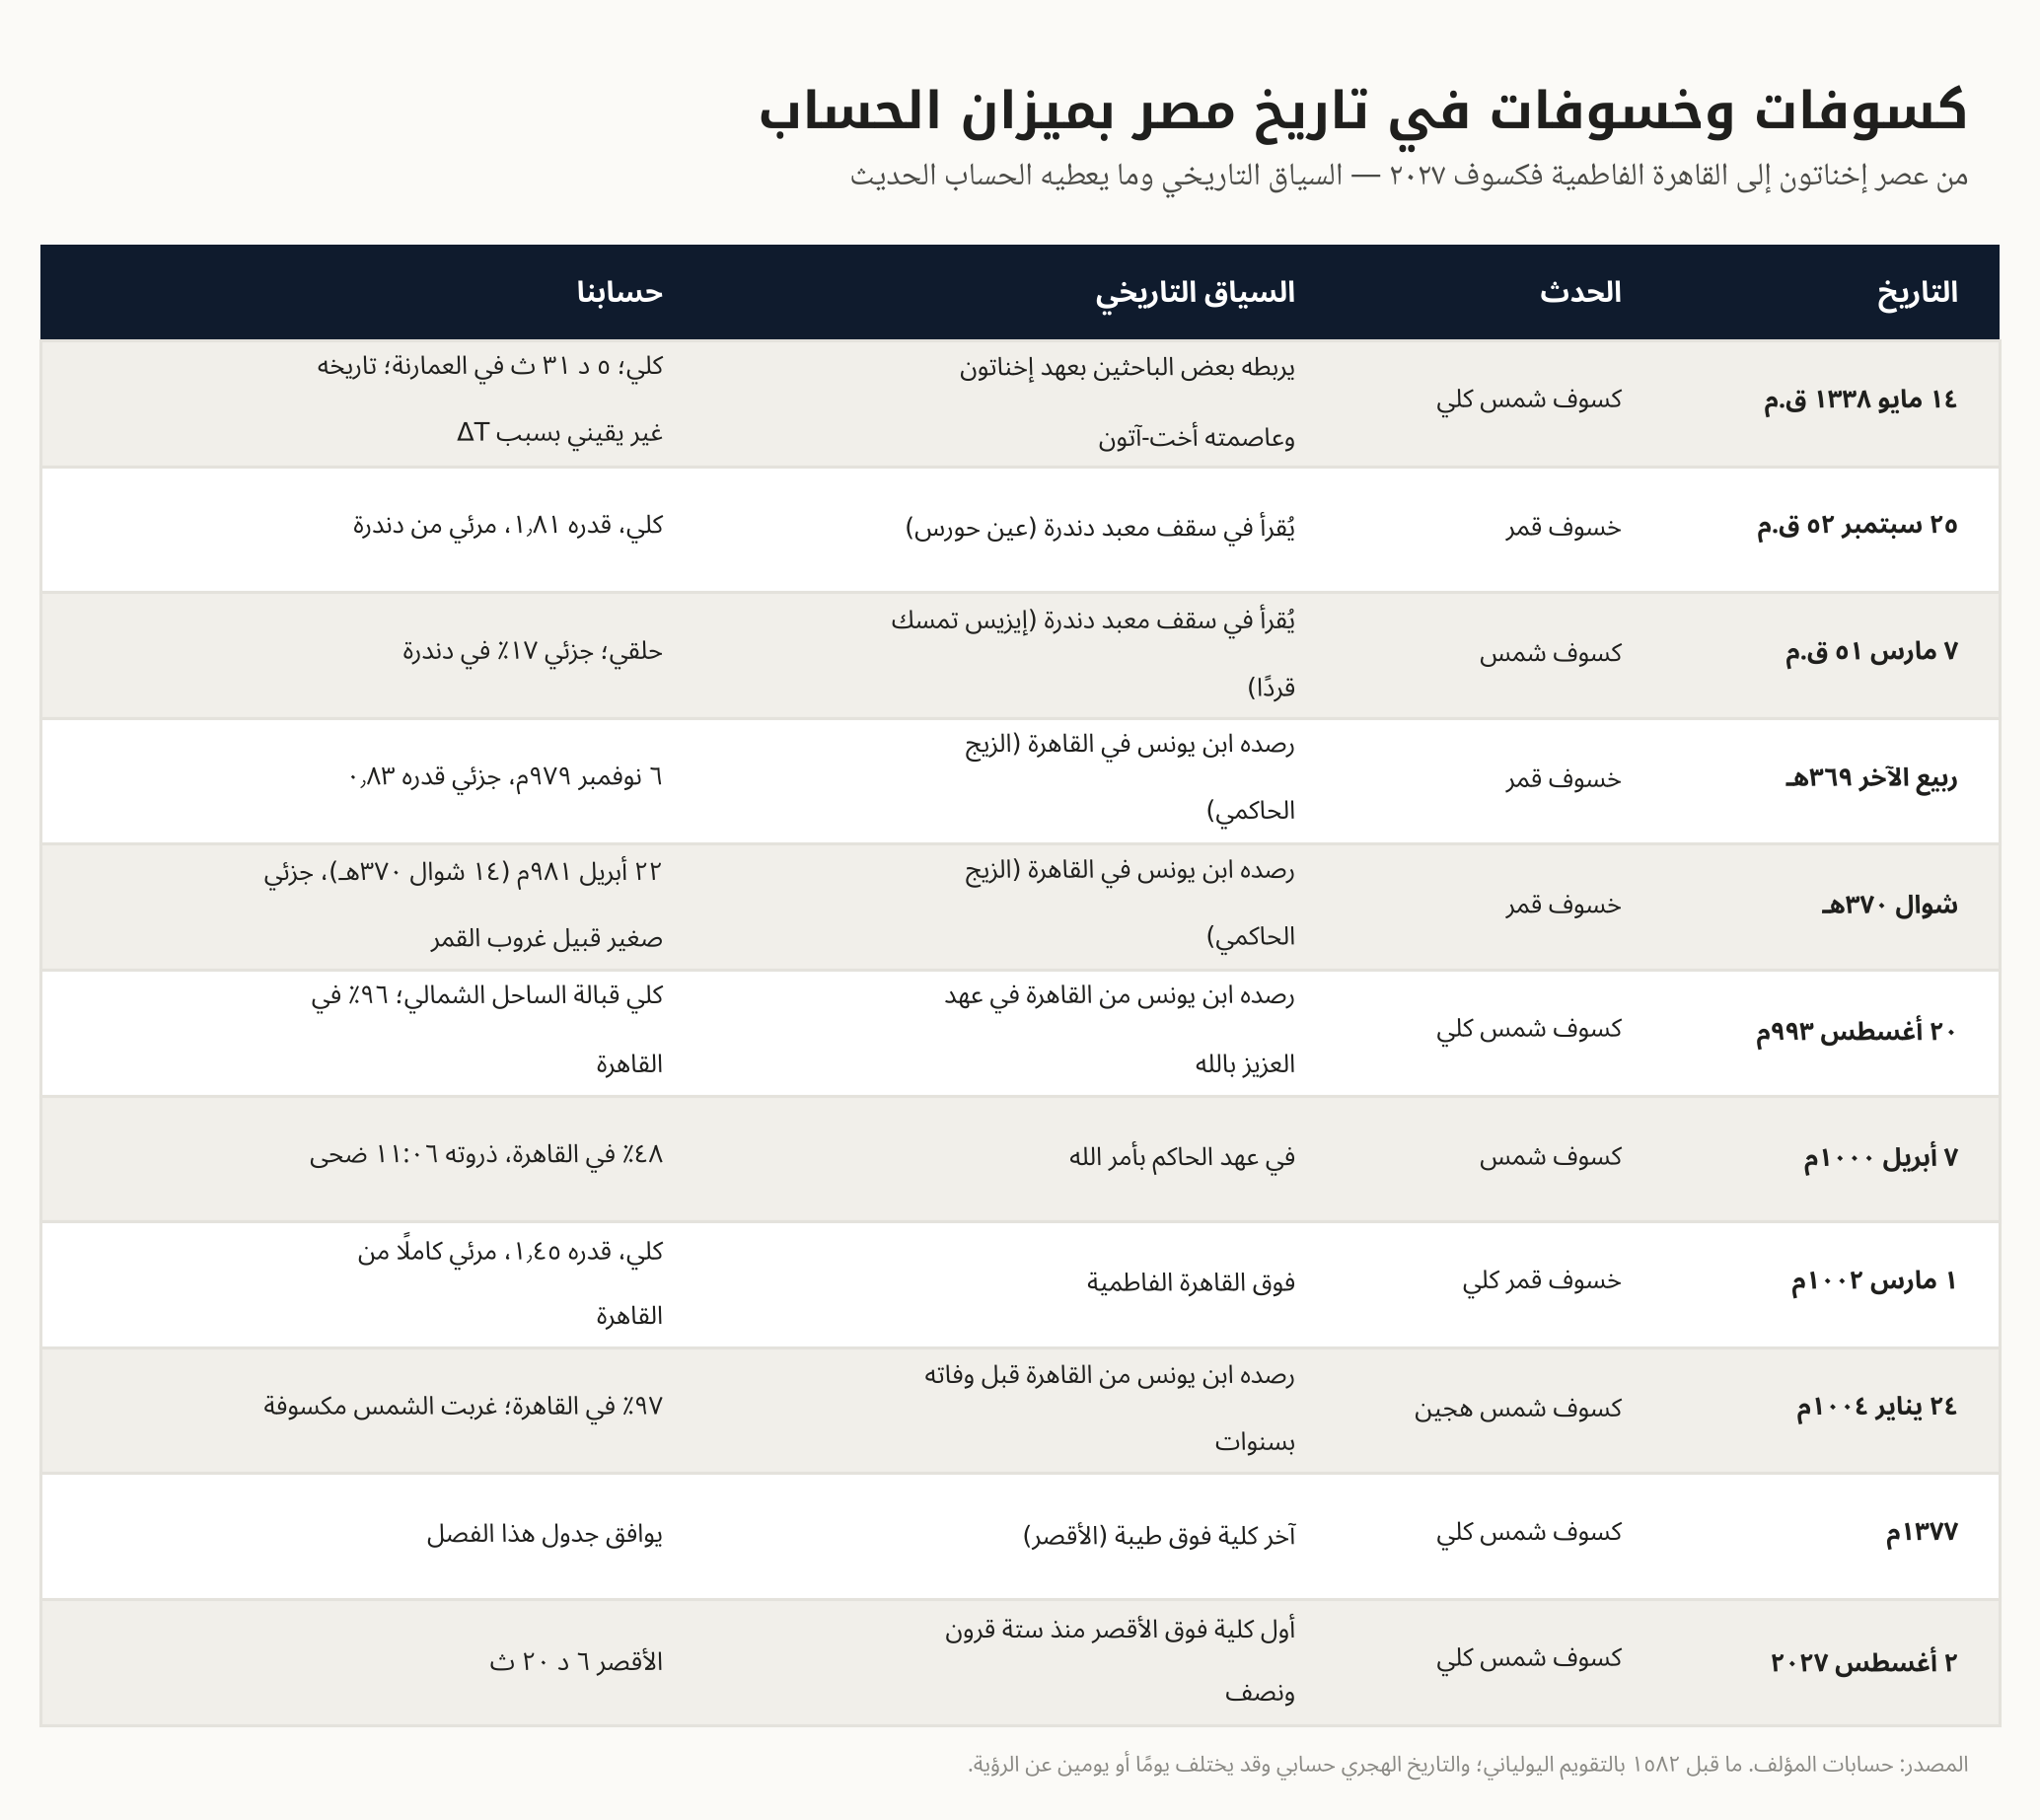 كسوفات وخسوفات في تاريخ مصر بميزان الحساب
من عصر إخناتون إلى القاهرة الفاطمية فكسوف ٢٠٢٧ — السياق التاريخي وما يعطيه الحساب الحديث
التاريخ الحدث السياق التاريخي حسابنا
١٤ مايو ١٣٣٨ ق.م
كسوف شمس كلي
يربطه بعض الباحثين بعهد إخناتون
وعاصمته أخت-آتون
كلي؛ ٥ د ٣١ ث في العمارنة؛ تاريخه
غير يقيني بسبب ΔT
٢٥ سبتمبر ٥٢ ق.م
خسوف قمر
يُقرأ في سقف معبد دندرة (عين حورس)
كلي، قدره ١٫٨١، مرئي من دندرة
٧ مارس ٥١ ق.م
كسوف شمس
يُقرأ في سقف معبد دندرة (إيزيس تمسك
قردًا)
حلقي؛ جزئي ١٧٪ في دندرة
ربيع الآخر ٣٦٩هـ
خسوف قمر
رصده ابن يونس في القاهرة (الزيج
الحاكمي)
٦ نوفمبر ٩٧٩م، جزئي قدره ٠٫٨٣
شوال ٣٧٠هـ
خسوف قمر
رصده ابن يونس في القاهرة (الزيج
الحاكمي)
٢٢ أبريل ٩٨١م (١٤ شوال ٣٧٠هـ)، جزئي
صغير قبيل غروب القمر
٢٠ أغسطس ٩٩٣م
كسوف شمس كلي
رصده ابن يونس من القاهرة في عهد
العزيز بالله
كلي قبالة الساحل الشمالي؛ ٩٦٪ في
القاهرة
٧ أبريل ١٠٠٠م
كسوف شمس
في عهد الحاكم بأمر الله
٤٨٪ في القاهرة، ذروته ١١:٠٦ ضحى
١ مارس ١٠٠٢م
خسوف قمر كلي
فوق القاهرة الفاطمية
كلي، قدره ١٫٤٥، مرئي كاملًا من
القاهرة
٢٤ يناير ١٠٠٤م
كسوف شمس هجين
رصده ابن يونس من القاهرة قبل وفاته
بسنوات
٩٧٪ في القاهرة؛ غربت الشمس مكسوفة
١٣٧٧م
كسوف شمس كلي
آخر كلية فوق طيبة (الأقصر)
يوافق جدول هذا الفصل
٢ أغسطس ٢٠٢٧
كسوف شمس كلي
أول كلية فوق الأقصر منذ ستة قرون
ونصف
الأقصر ٦ د ٢٠ ث
المصدر: حسابات المؤلف. ما قبل ١٥٨٢ بالتقويم اليولياني؛ والتاريخ الهجري حسابي وقد يختلف يومًا أو يومين عن الرؤية.